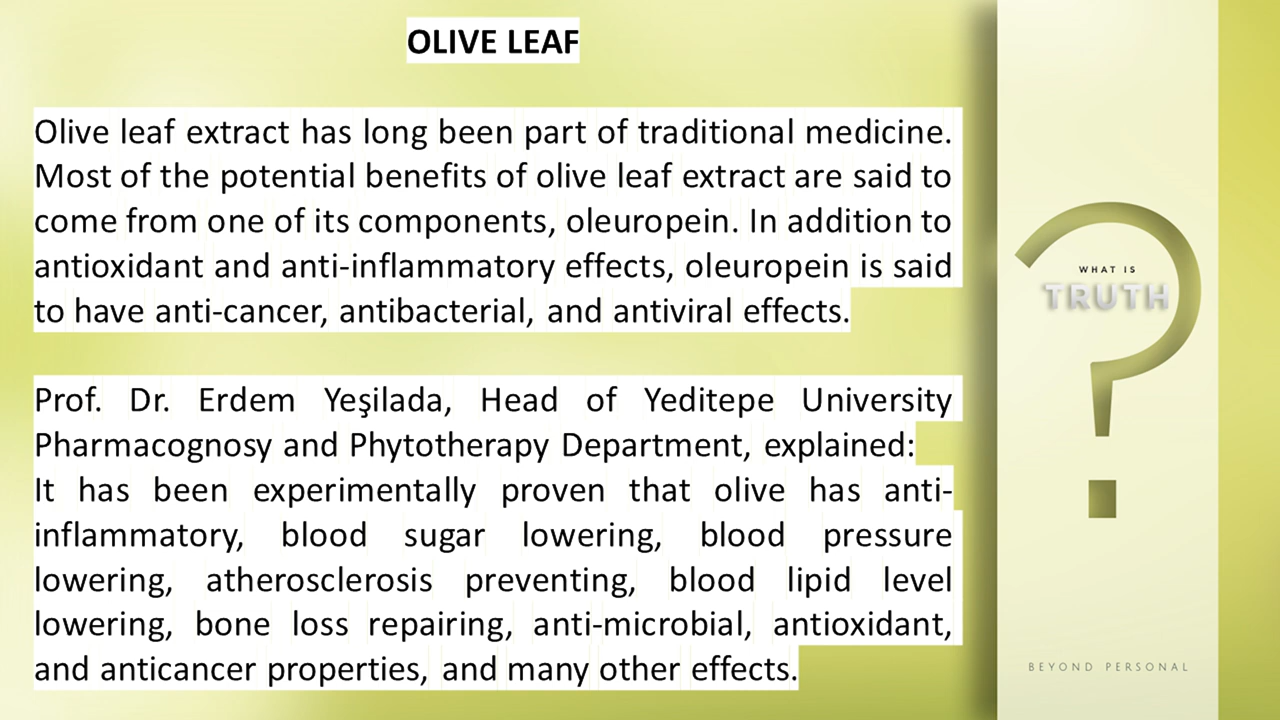 OLIVE LEAF
Olive leaf extract has long been part of traditional medicine.
Most of the potential benefits of olive leaf extract are said to
come from one of its components, oleuropein. In addition to
antioxidant and anti-inflammatory effects, oleuropein is said
to have anti-cancer, antibacterial, and antiviral effects.
Prof. Dr. Erdem Yeşilada, Head of Yeditepe University
Pharmacognosy and Phytotherapy Department, explained:
It has been experimentally proven that olive has anti-
inflammatory, blood sugar lowering, blood pressure
lowering, atherosclerosis preventing, blood lipid level
lowering, bone loss repairing, anti-microbial, antioxidant,
and anticancer properties, and many other effects.
WHAT IS
TRUTH
BEYOND PERSONAL